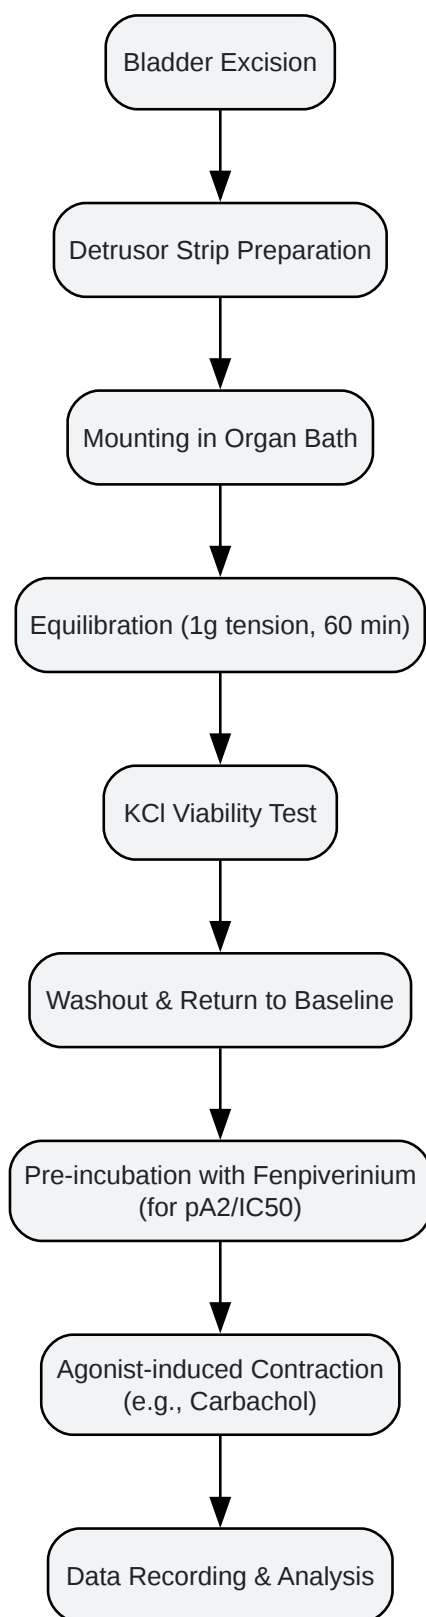 Bladder Excision
Detrusor Strip Preparation
Mounting in Organ Bath
Equilibration (1g tension, 60 min)
KCl Viability Test
Washout & Return to Baseline
Pre-incubation with Fenpiverinium
(for pA2/IC50)
Agonist-induced Contraction
(e.g., Carbachol)
Data Recording & Analysis